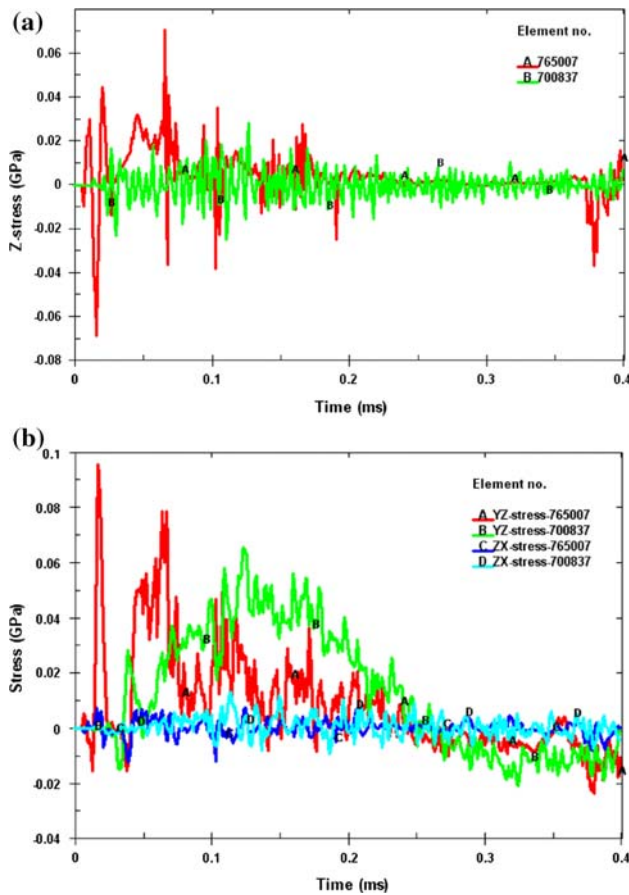 (a)
Element no.
A 765007
B 700837
Z-stress (GPa)
0.06
0.04
0.02
0
-0.02
-0.04
-0.06
-0.08
A
A
A
A
A
B
B
B
B
B
0
0.1
0.2
0.3
0.4
Time (ms)
(b)
Element no.
A YZ-stress-765007
B YZ-stress-700837
C ZX-stress-765007
D ZX-stress-700837
Stress (GPa)
0.1
0.08
0.06
0.04
0.02
0
-0.02
-0.04
A
A
A
A
A
B
B
B
B
C
C
C
D
D
D
D
D
0
0.1
0.2
0.3
0.4
Time (ms)